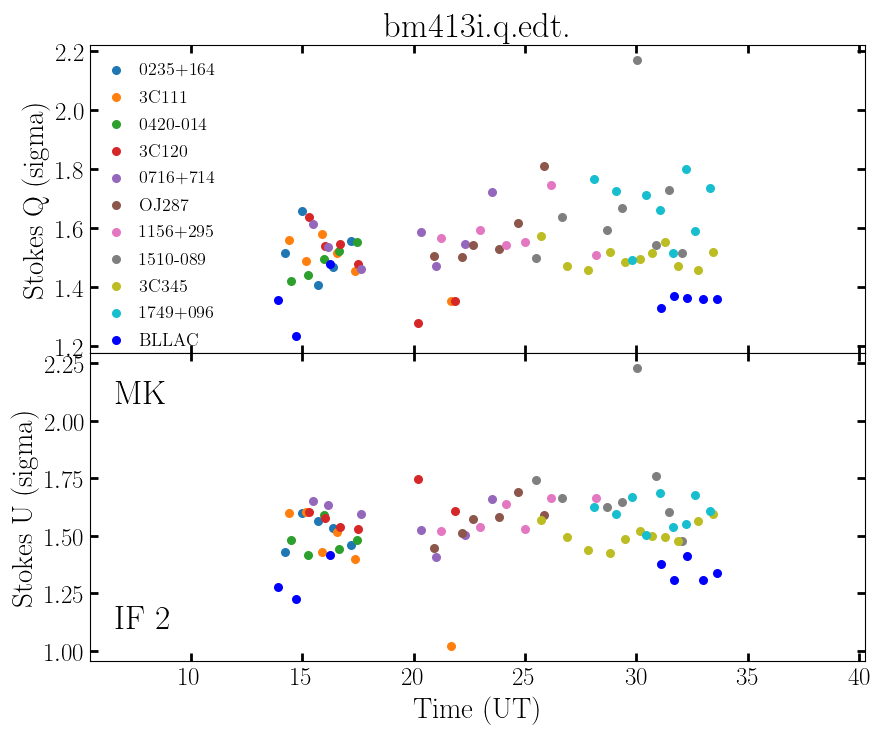 bm413i.q.edt.
2.2
2.0
1.8
1.6
1.4
1.2
Stokes Q (sigma)
0235+164
3C111
0420-014
3C120
0716+714
OJ287
1156+295
1510-089
3C345
1749+096
BLLAC
2.25
2.00
1.75
1.50
1.25
1.00
Stokes U (sigma)
MK
IF 2
10 15 20 25 30 35 40
Time (UT)